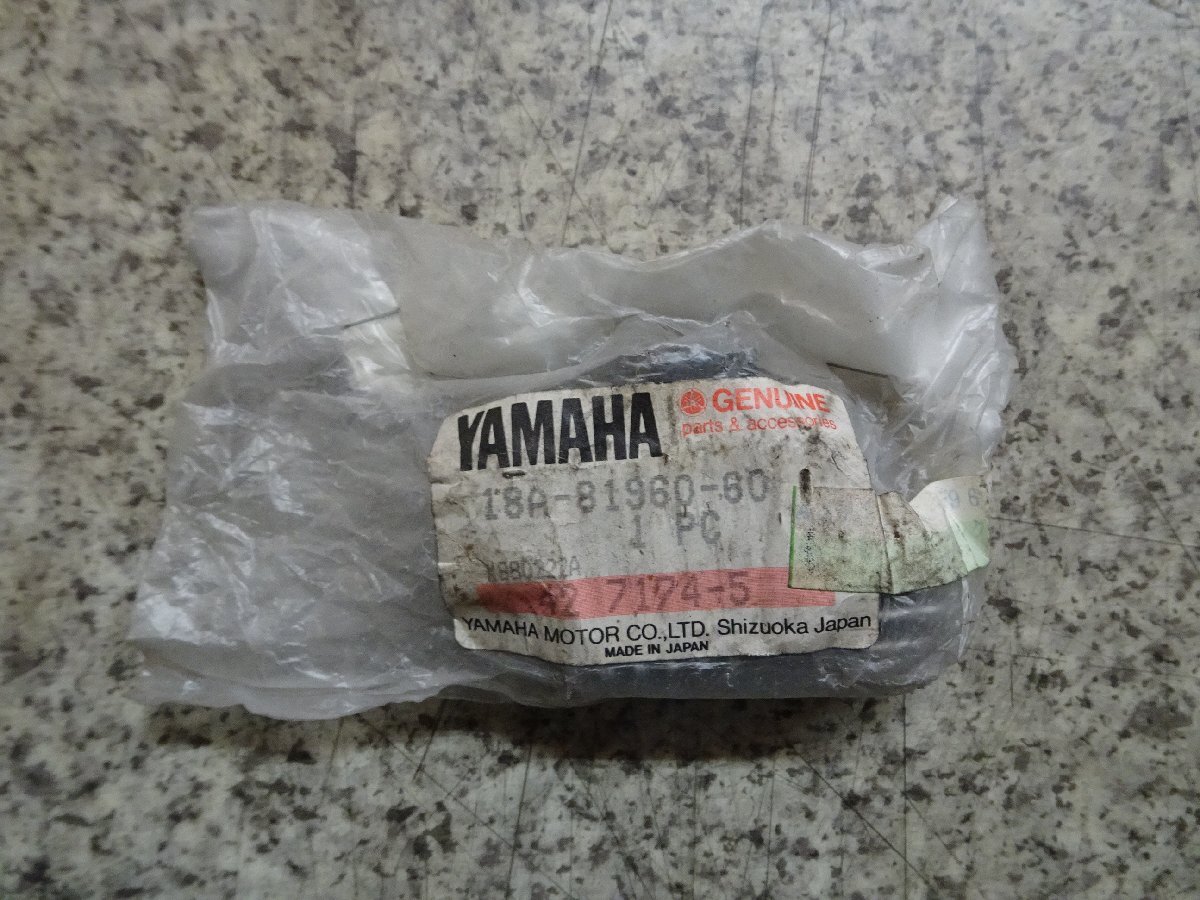 YAMAHA GENUINE
parts & accessories
18A-81960-60
1 PC
42 7174-5
YAMAHA MOTOR CO.,LTD. Shizuoka Japan
MADE IN JAPAN